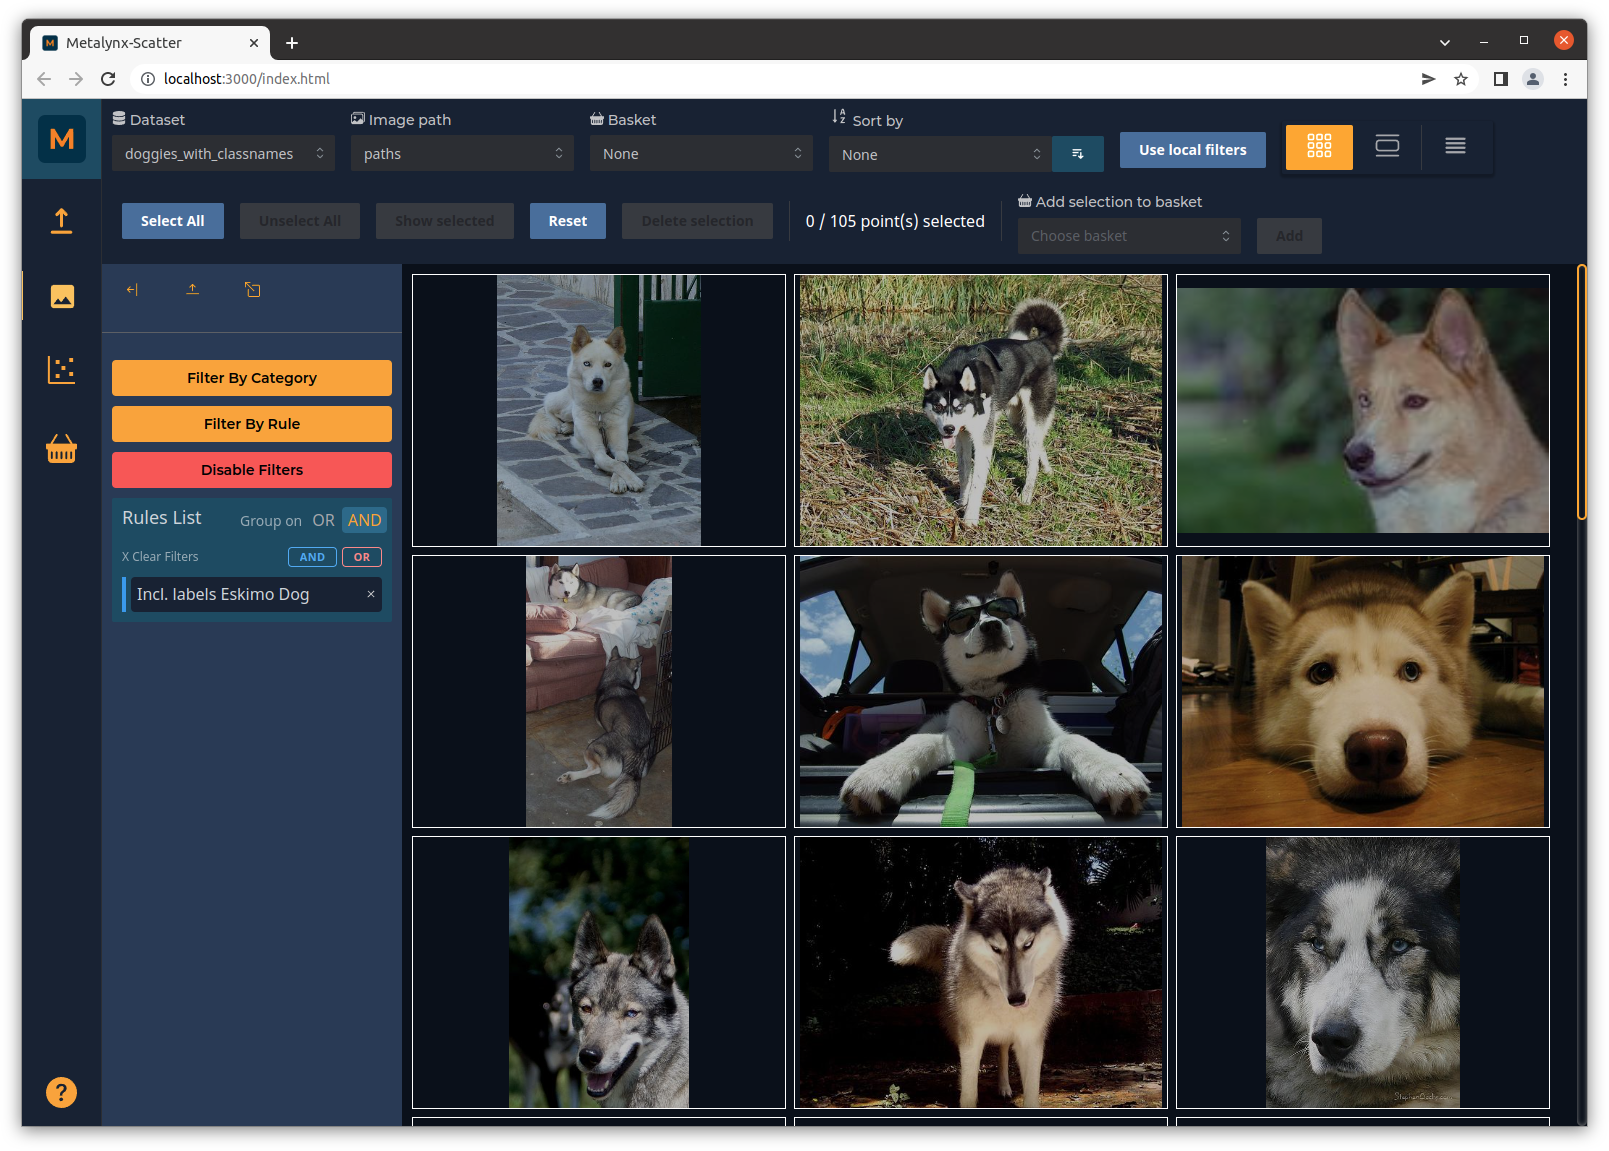 Metalynx-Scatter
localhost:3000/index.html
M
Dataset
Image path
Basket
Sort by
doggies_with_classnames
paths
None
None
Use local filters
Select All
Unselect All
Show selected
Reset
Delete selection
0 / 105 point(s) selected
Add selection to basket
Choose basket
Add
Filter By Category
Filter By Rule
Disable Filters
Rules List
Group on
OR
AND
X Clear Filters
AND
OR
Incl. labels Eskimo Dog
?